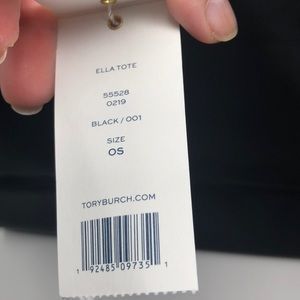 ELLA TOTE
55528
0219
BLACK / 001
SIZE
OS
TORYBURCH.COM
1 92485 09735 1